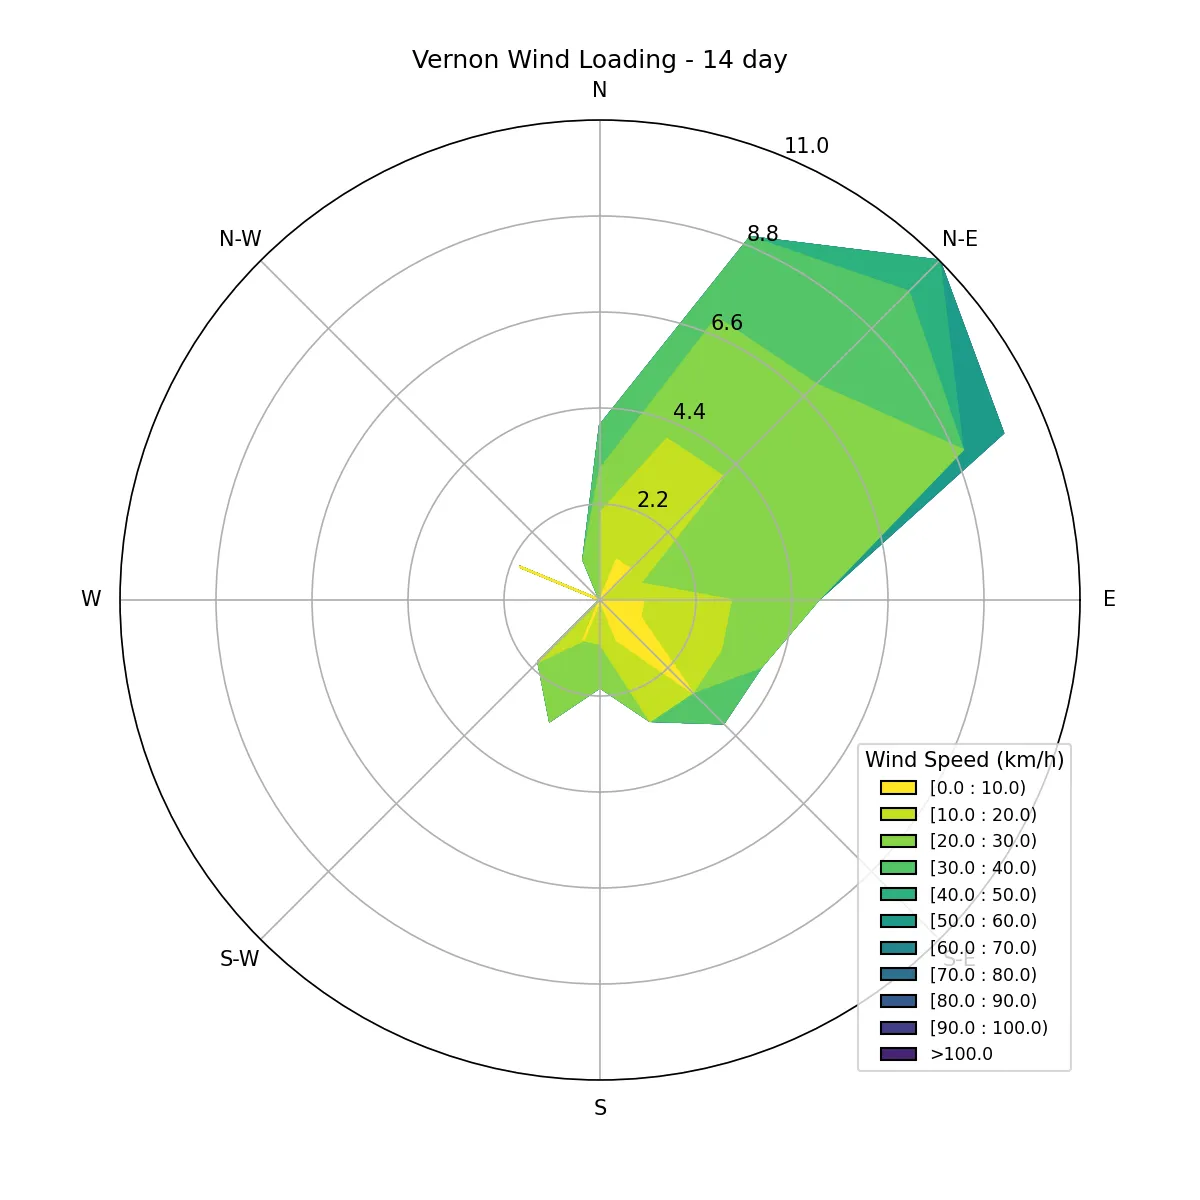 Vernon Wind Loading - 14 day
N
11.0
N-W
8.8
N-E
6.6
4.4
2.2
W
E
Wind Speed (km/h)
[0.0 : 10.0)
[10.0 : 20.0)
[20.0 : 30.0)
[30.0 : 40.0)
[40.0 : 50.0)
[50.0 : 60.0)
[60.0 : 70.0)
[70.0 : 80.0)
[80.0 : 90.0)
[90.0 : 100.0)
>100.0
S-W
S-E
S